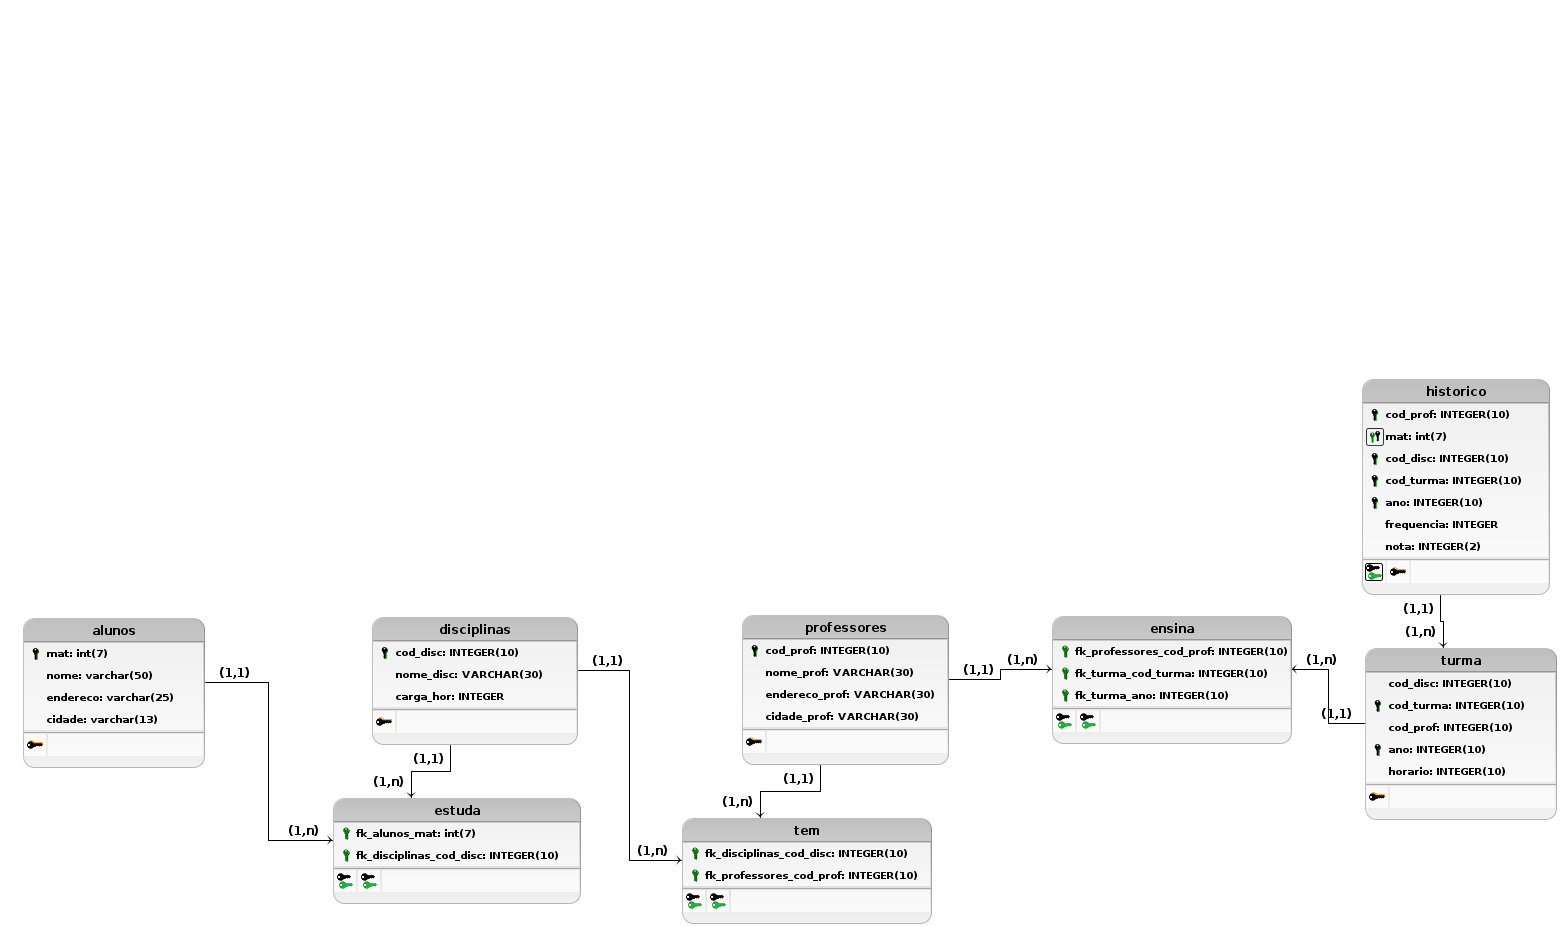 historico
cod_prof: INTEGER(10)
mat: int(7)
cod_disc: INTEGER(10)
cod_turma: INTEGER(10)
ano: INTEGER(10)
frequencia: INTEGER
nota: INTEGER(2)
(1,1)
(1,n)
alunos
mat: int(7)
nome: varchar(50)
endereco: varchar(25)
cidade: varchar(13)
(1,1)
(1,n)
disciplinas
cod_disc: INTEGER(10)
nome_disc: VARCHAR(30)
carga_hor: INTEGER
(1,1)
(1,n)
(1,1)
(1,n)
professores
cod_prof: INTEGER(10)
nome_prof: VARCHAR(30)
endereco_prof: VARCHAR(30)
cidade_prof: VARCHAR(30)
(1,1)
(1,n)
(1,1)
(1,n)
ensina
fk_professores_cod_prof: INTEGER(10)
fk_turma_cod_turma: INTEGER(10)
fk_turma_ano: INTEGER(10)
(1,n)
(1,1)
turma
cod_disc: INTEGER(10)
cod_turma: INTEGER(10)
cod_prof: INTEGER(10)
ano: INTEGER(10)
horario: INTEGER(10)
estuda
fk_alunos_mat: int(7)
fk_disciplinas_cod_disc: INTEGER(10)
tem
fk_disciplinas_cod_disc: INTEGER(10)
fk_professores_cod_prof: INTEGER(10)